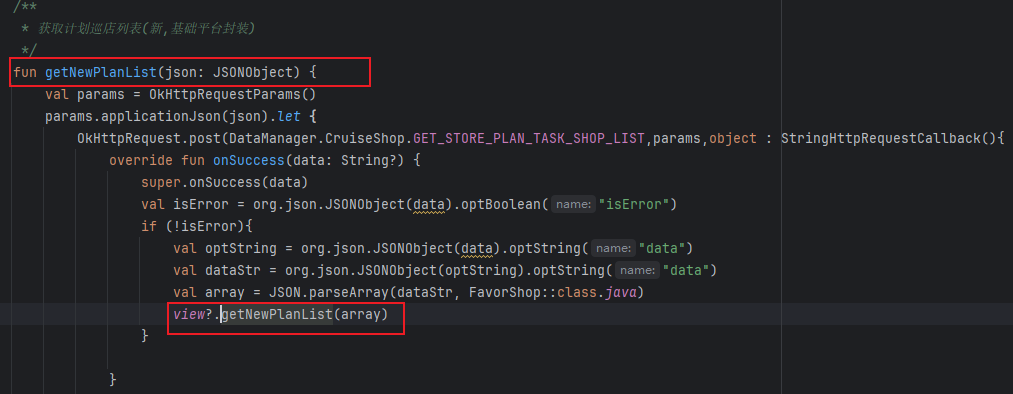 /**
 * 获取计划巡店列表(新,基础平台封装)
 */
fun getNewPlanList(json: JSONObject) {
    val params = OkHttpRequestParams()
    params.applicationJson(json).let {
        OkHttpRequest.post(DataManager.CruiseShop.GET_STORE_PLAN_TASK_SHOP_LIST,params,object : StringHttpRequestCallback(){
            override fun onSuccess(data: String?) {
                super.onSuccess(data)
                val isError = org.json.JSONObject(data).optBoolean( name: "isError")
                if (!isError){
                    val optString = org.json.JSONObject(data).optString( name: "data")
                    val dataStr = org.json.JSONObject(optString).optString( name: "data")
                    val array = JSON.parseArray(dataStr, FavorShop::class.java)
                    view?.getNewPlanList(array)
                }
            }